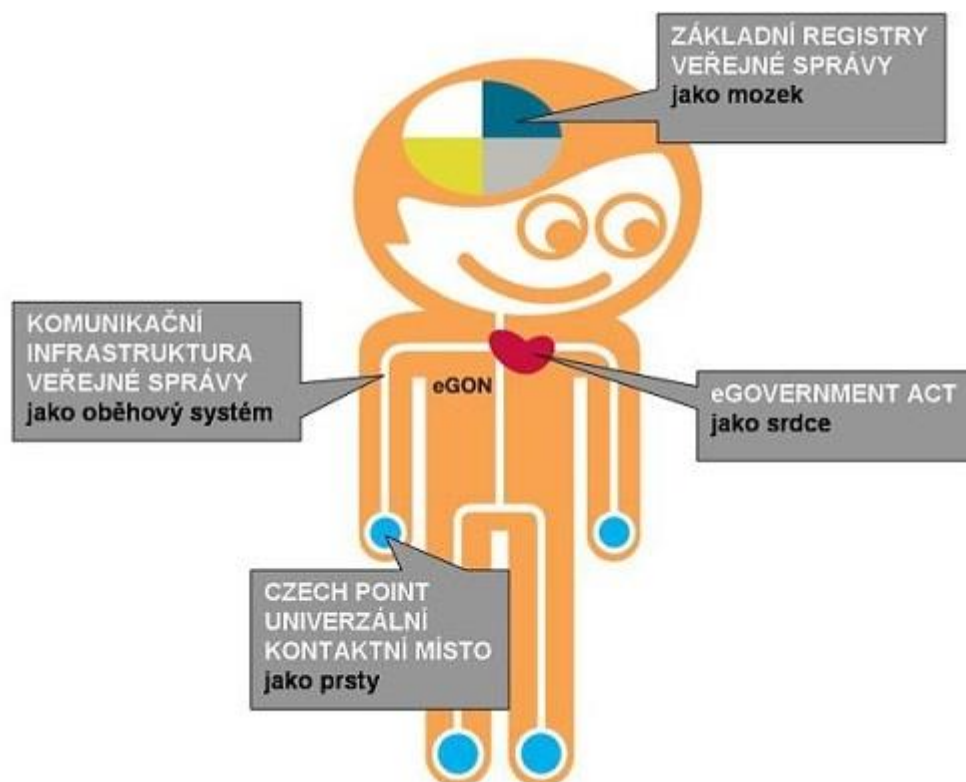 ZÁKLADNÍ REGISTRY
VEŘEJNÉ SPRÁVY
jako mozek
KOMUNIKAČNÍ
INFRASTRUKTURA
VEŘEJNÉ SPRÁVY
jako oběhový systém
eGON
eGOVERNMENT ACT
jako srdce
CZECH POINT
UNIVERZÁLNÍ
KONTAKTNÍ MÍSTO
jako prsty